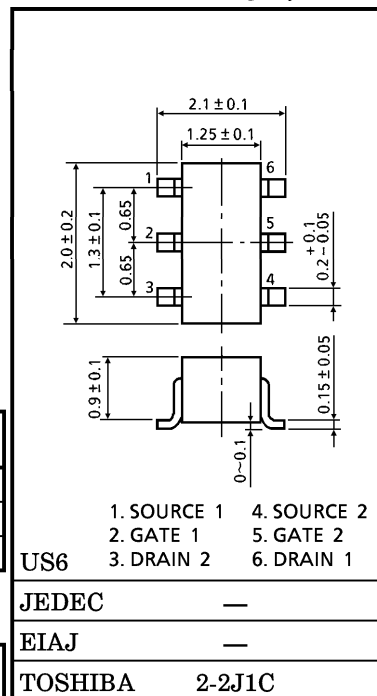 2.1±0.1
1.25±0.1
1
6
2
5
3
4
2.0±0.2
1.3±0.1
0.65
0.65
+0.1
0.2−0.05
0.9±0.1
0.15±0.05
0~0.1
1. SOURCE 1 4. SOURCE 2
2. GATE 1 5. GATE 2
US6 3. DRAIN 2 6. DRAIN 1
JEDEC —
EIAJ —
TOSHIBA 2-2J1C